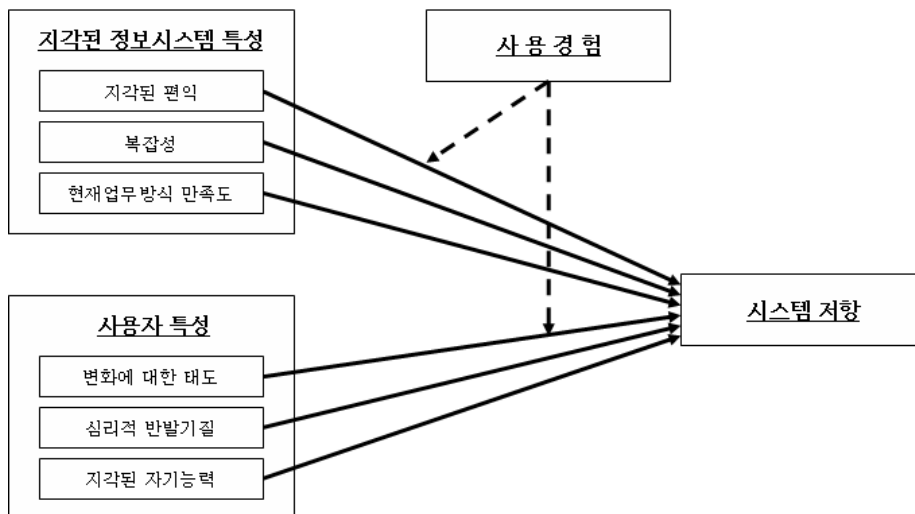 지각된 정보시스템 특성
지각된 편익
복잡성
현재업무방식 만족도
사 용 경 험
시스템 저항
사용자 특성
변화에 대한 태도
심리적 반발기질
지각된 자기능력